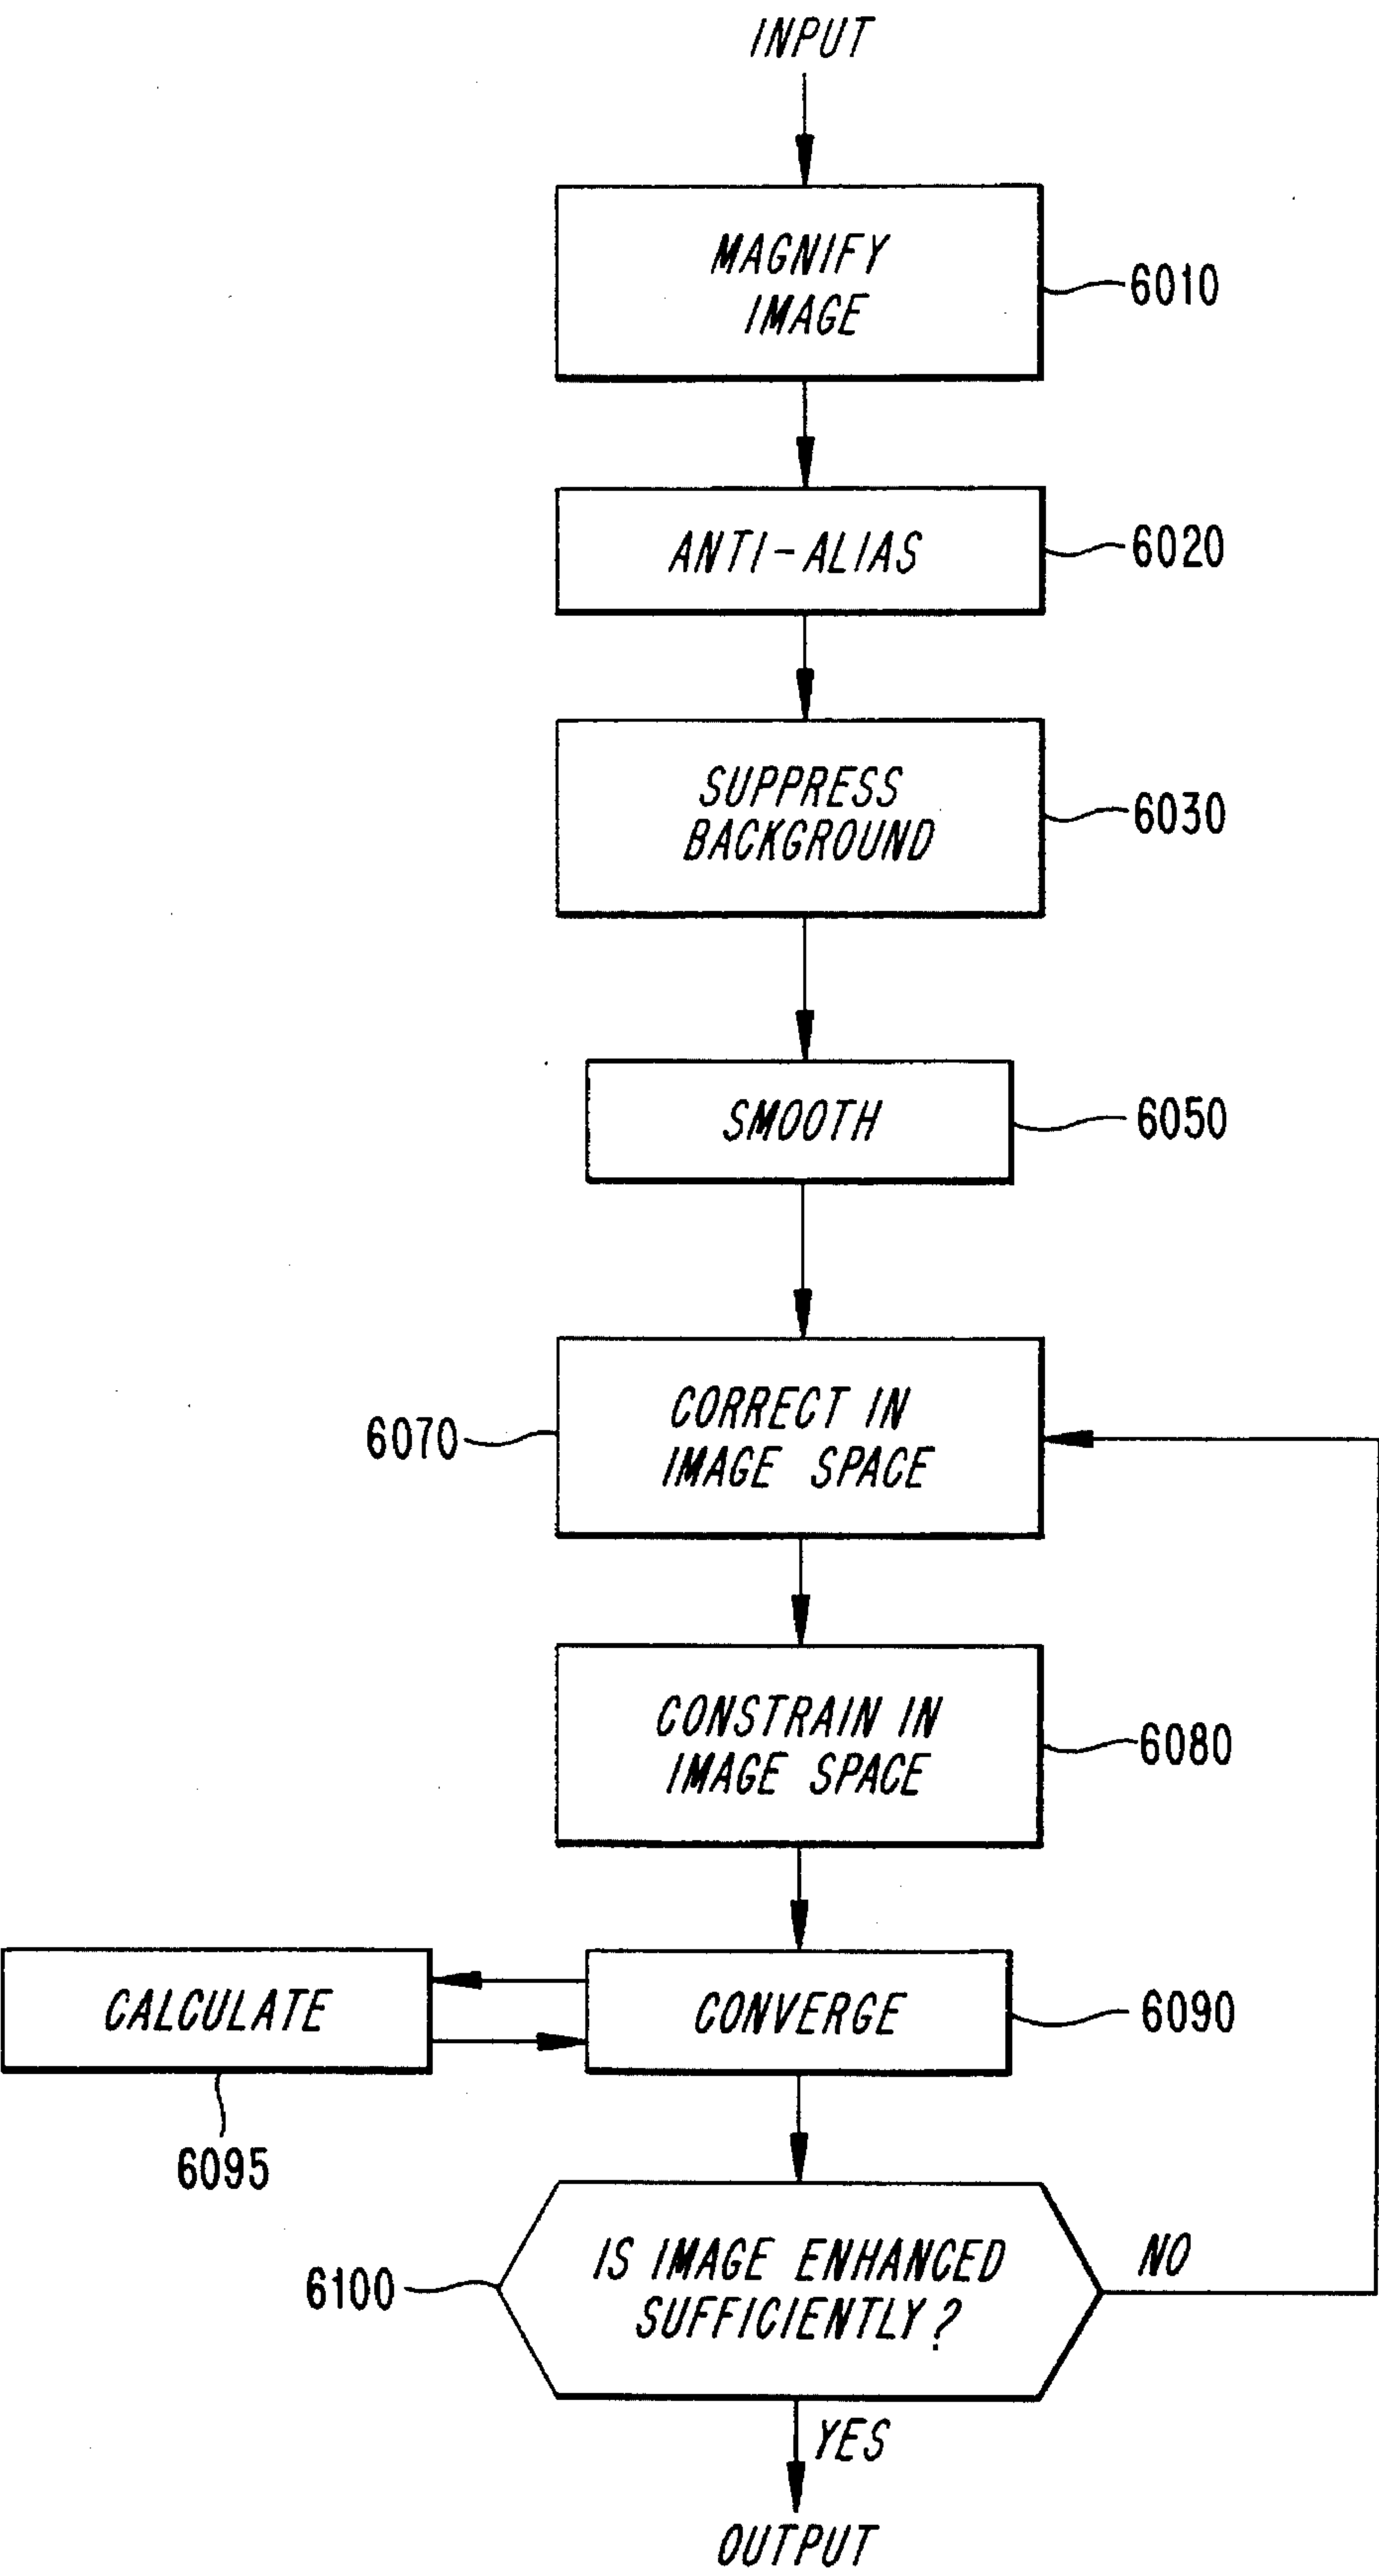 INPUT
MAGNIFY
IMAGE
6010
ANTI-ALIAS
6020
SUPPRESS
BACKGROUND
6030
SMOOTH
6050
CORRECT IN
IMAGE SPACE
6070
CONSTRAIN IN
IMAGE SPACE
6080
CALCULATE
6095
CONVERGE
6090
IS IMAGE ENHANCED
SUFFICIENTLY?
6100
NO
YES
OUTPUT